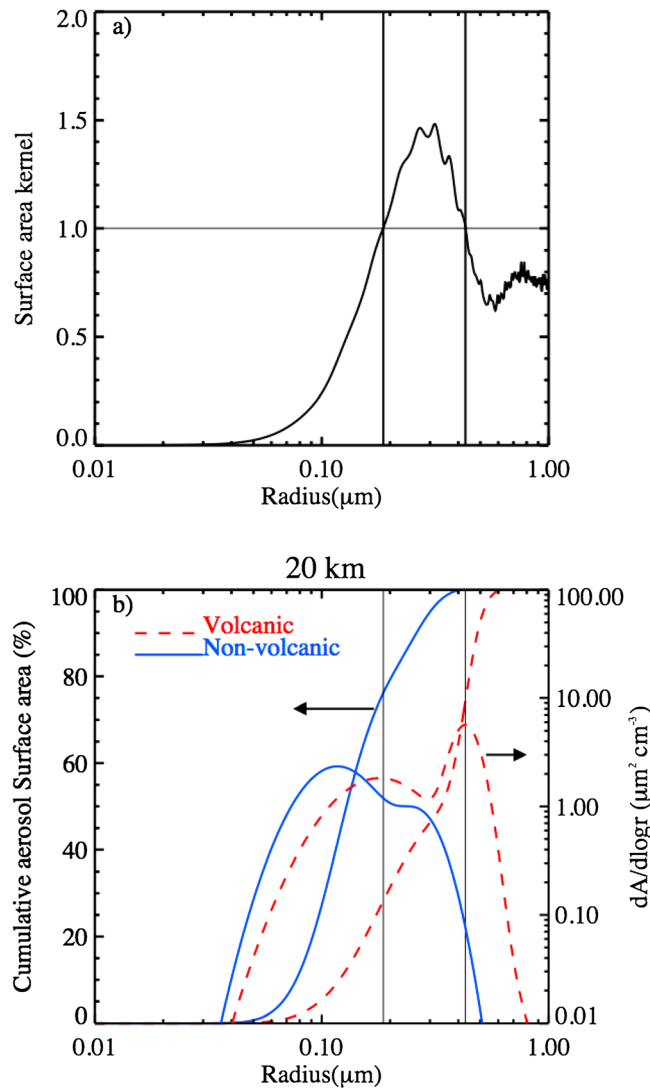 a)
2.0
1.5
1.0
0.5
0.0
Surface area kernel
0.01 0.10 1.00
Radius(μm)
20 km
b)
Volcanic
Non-volcanic
100
80
60
40
20
0
Cumulative aerosol Surface area (%)
100.00
10.00
1.00
0.10
0.01
dA/dlogr (μm² cm⁻³)
0.01 0.10 1.00
Radius(μm)